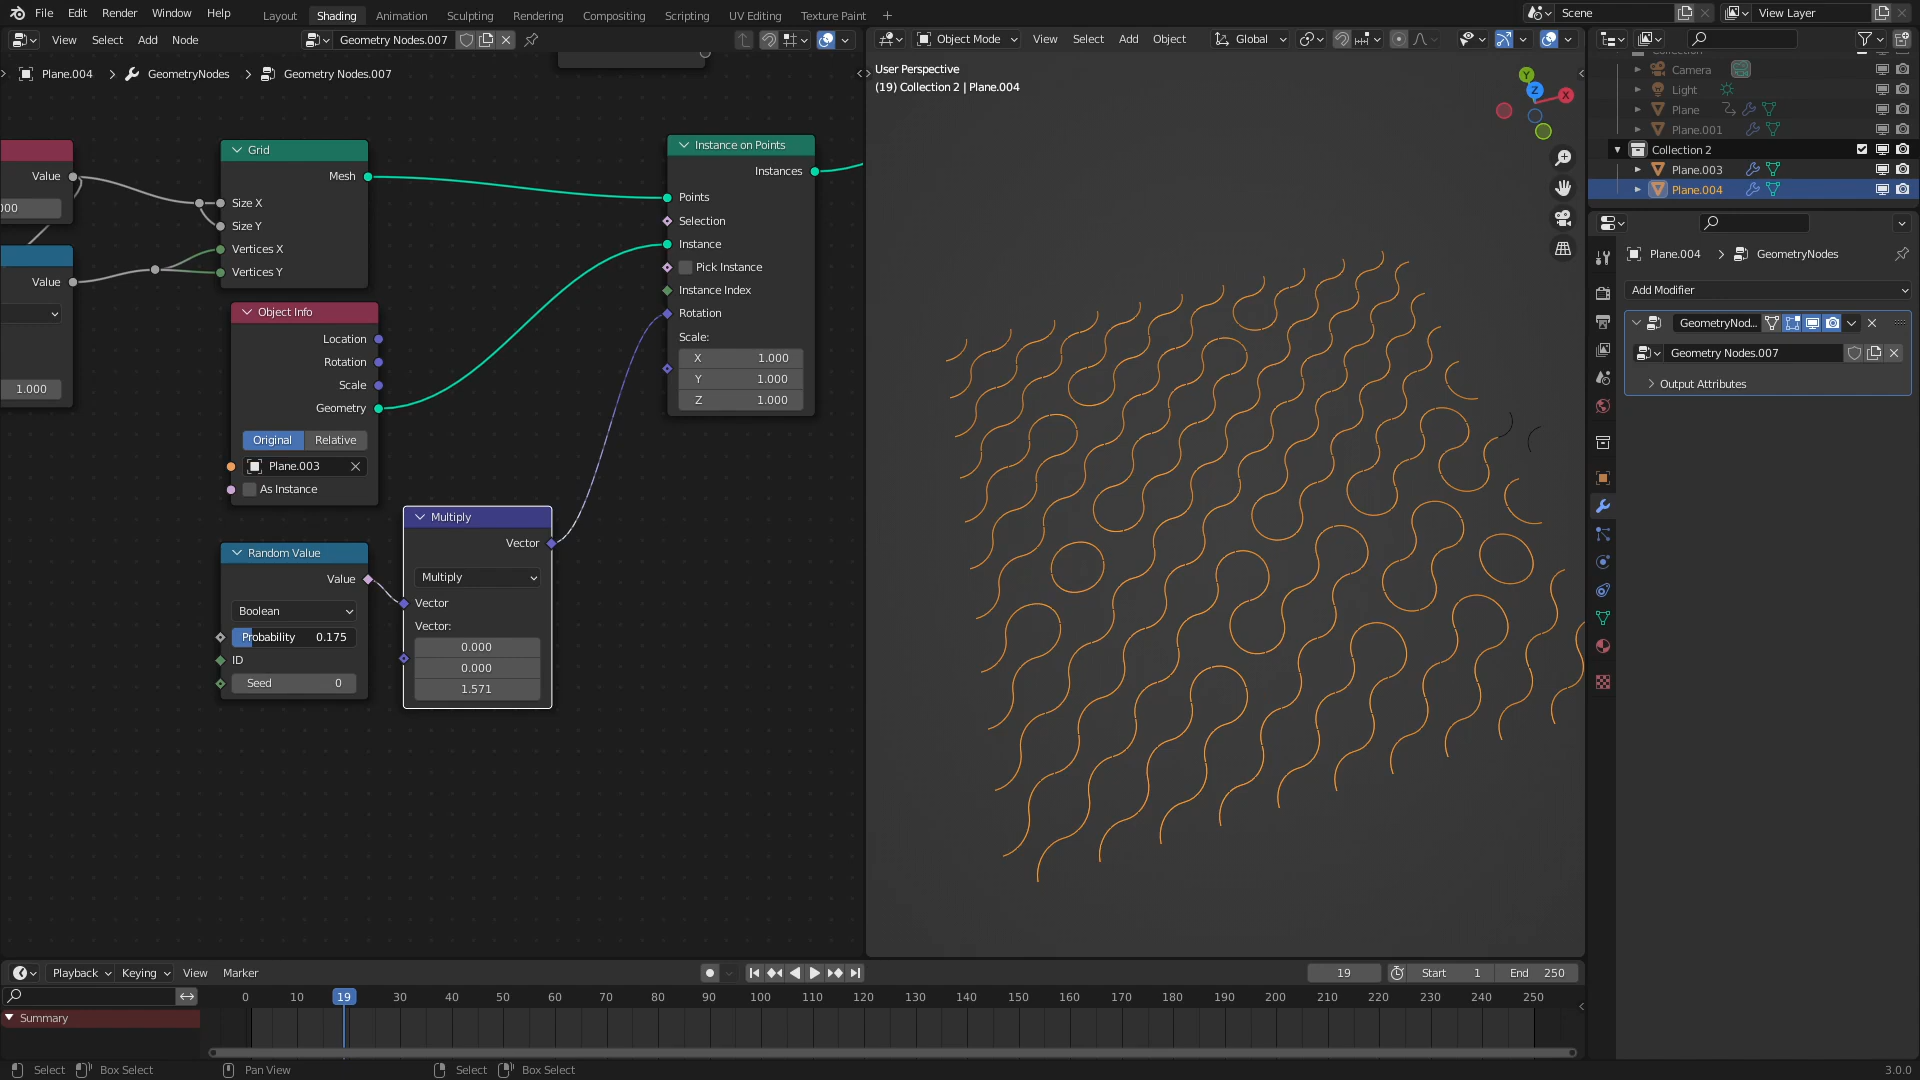 File Edit Render Window Help
Layout Shading Animation Sculpting Rendering Compositing Scripting UV Editing Texture Paint +
Scene
View Layer
View Select Add Node
Geometry Nodes.007
Object Mode View Select Add Object
Global
Plane.004 > GeometryNodes > Geometry Nodes.007
User Perspective
(19) Collection 2 | Plane.004
Y
Z
X
Value
000
Value
1.000
Grid
Mesh
Size X
Size Y
Vertices X
Vertices Y
Object Info
Location
Rotation
Scale
Geometry
Original Relative
Plane.003
As Instance
Random Value
Value
Boolean
Probability 0.175
ID
Seed 0
Multiply
Vector
Multiply
Vector
Vector:
0.000
0.000
1.571
Instance on Points
Instances
Points
Selection
Instance
Pick Instance
Instance Index
Rotation
Scale:
X 1.000
Y 1.000
Z 1.000
Camera
Light
Plane
Plane.001
Collection 2
Plane.003
Plane.004
Plane.004 > GeometryNodes
Add Modifier
GeometryNod...
Geometry Nodes.007
Output Attributes
Playback Keying View Marker
19
Start 1
End 250
0 10 19 30 40 50 60 70 80 90 100 110 120 130 140 150 160 170 180 190 200 210 220 230 240 250
Summary
Select Box Select Pan View Select Box Select
3.0.0